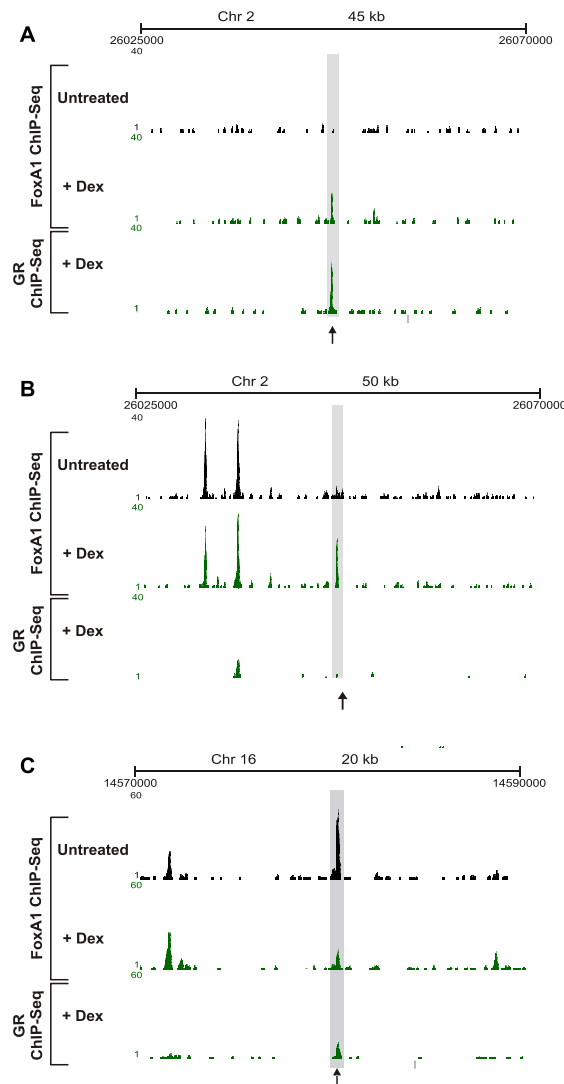 A
Chr 2 45 kb
26025000 26070000
40
FoxA1 ChIP-Seq
Untreated
1
40
+ Dex
1
40
GR
ChIP-Seq
+ Dex
1
B
Chr 2 50 kb
26025000 26070000
40
FoxA1 ChIP-Seq
Untreated
1
40
+ Dex
1
40
GR
ChIP-Seq
+ Dex
1
C
Chr 16 20 kb
14570000 14590000
60
FoxA1 ChIP-Seq
Untreated
1
60
+ Dex
1
60
GR
ChIP-Seq
+ Dex
1